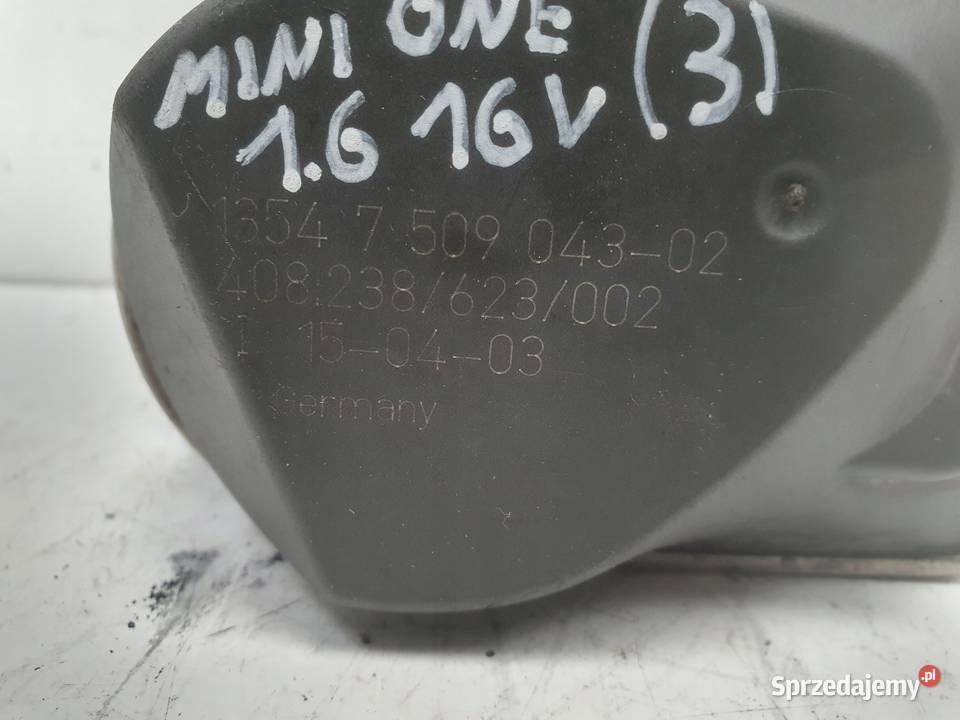 MINI ONE (3)
1.6 16V
1354 7 509 043-02
408.238/623/002
1 15-04-03
Germany
Sprzedajemy.pl